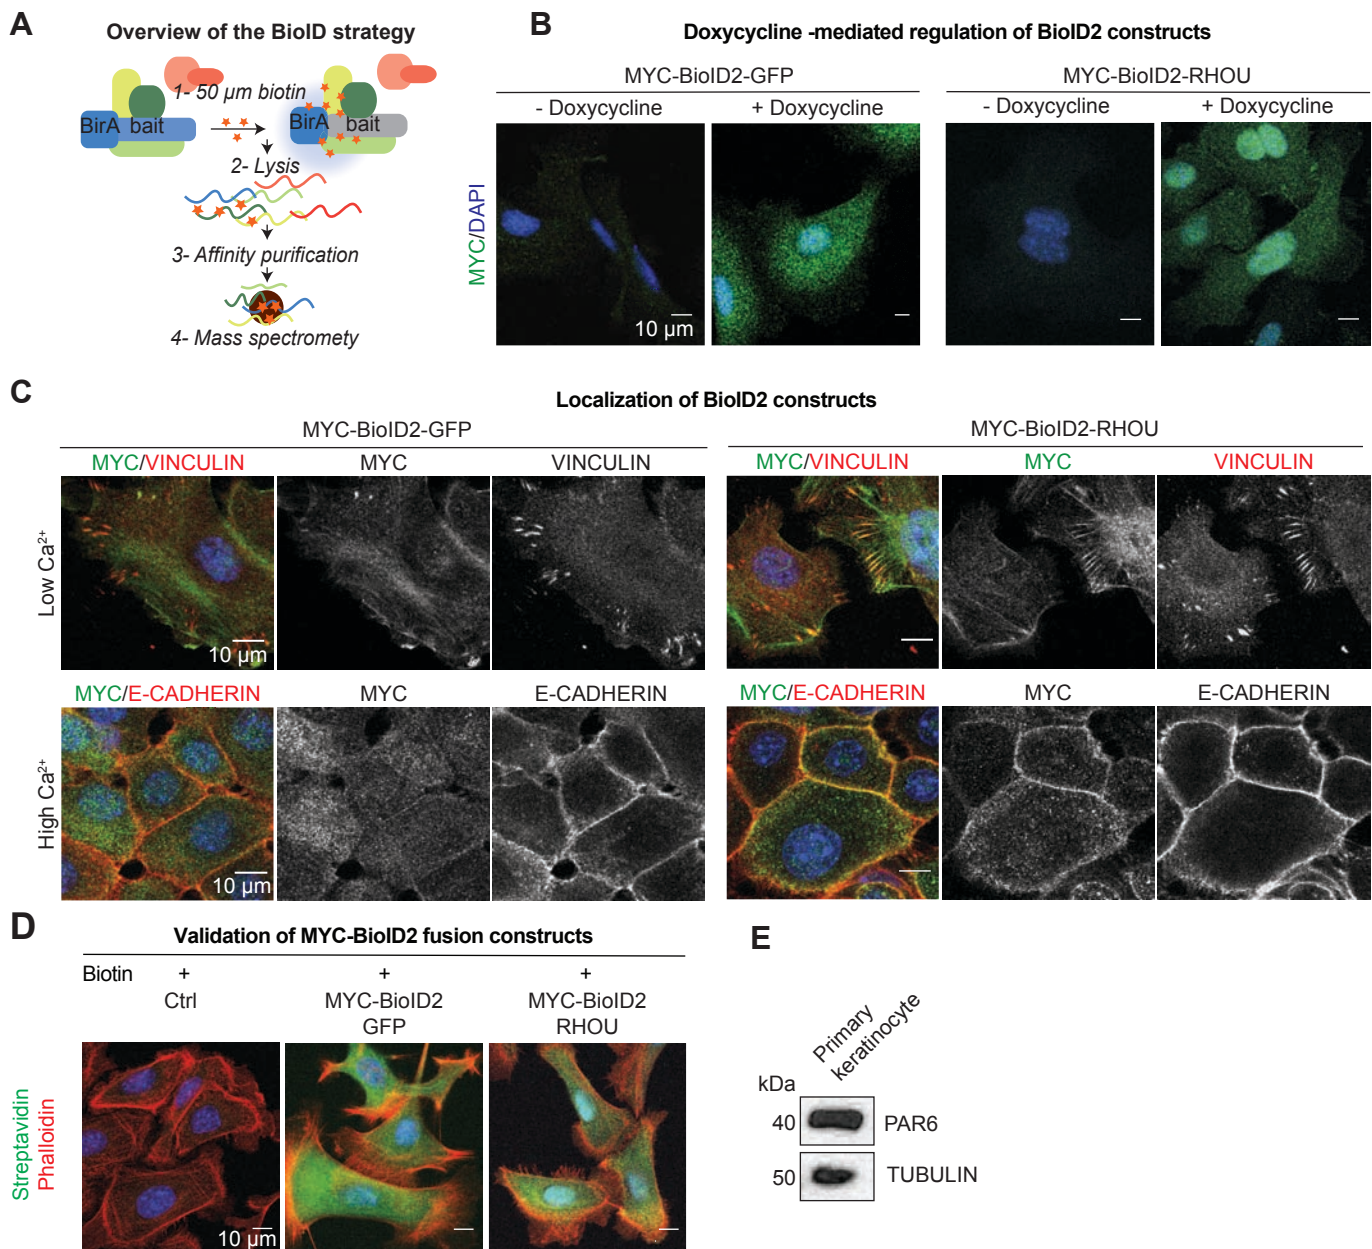 A
Overview of the BioID strategy
1- 50 µm biotin
BirA bait
BirA bait
2- Lysis
3- Affinity purification
4- Mass spectromety
B
Doxycycline -mediated regulation of BioID2 constructs
MYC-BioID2-GFP
MYC-BioID2-RHOU
- Doxycycline
+ Doxycycline
- Doxycycline
+ Doxycycline
MYC/DAPI
10 µm
C
Localization of BioID2 constructs
MYC-BioID2-GFP
MYC-BioID2-RHOU
MYC/VINCULIN
MYC
VINCULIN
MYC/VINCULIN
MYC
VINCULIN
Low Ca²⁺
10 µm
MYC/E-CADHERIN
MYC
E-CADHERIN
MYC/E-CADHERIN
MYC
E-CADHERIN
High Ca²⁺
10 µm
D
Validation of MYC-BioID2 fusion constructs
Biotin + + +
Ctrl
MYC-BioID2
GFP
MYC-BioID2
RHOU
Streptavidin
Phalloidin
10 µm
E
Primary
keratinocyte
kDa
40 PAR6
50 TUBULIN